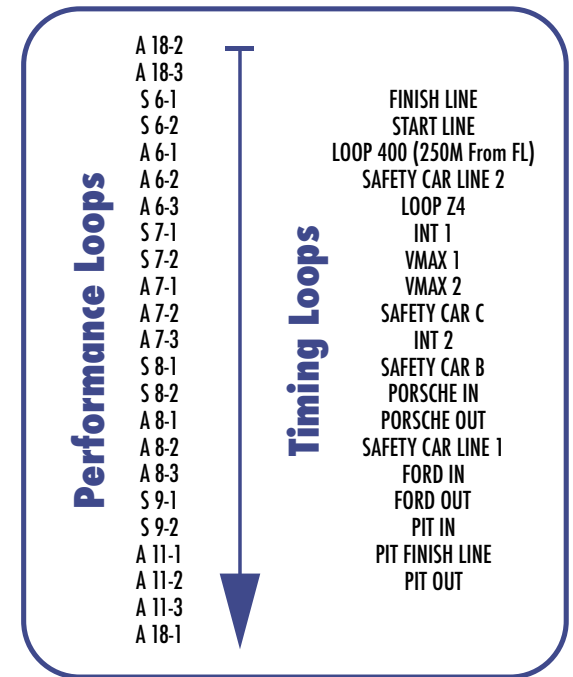 Performance Loops
A 18-2
A 18-3
S 6-1
S 6-2
A 6-1
A 6-2
A 6-3
S 7-1
S 7-2
A 7-1
A 7-2
A 7-3
S 8-1
S 8-2
A 8-1
A 8-2
A 8-3
S 9-1
S 9-2
A 11-1
A 11-2
A 11-3
A 18-1
Timing Loops
FINISH LINE
START LINE
LOOP 400 (250M From FL)
SAFETY CAR LINE 2
LOOP Z4
INT 1
VMAX 1
VMAX 2
SAFETY CAR C
INT 2
SAFETY CAR B
PORSCHE IN
PORSCHE OUT
SAFETY CAR LINE 1
FORD IN
FORD OUT
PIT IN
PIT FINISH LINE
PIT OUT